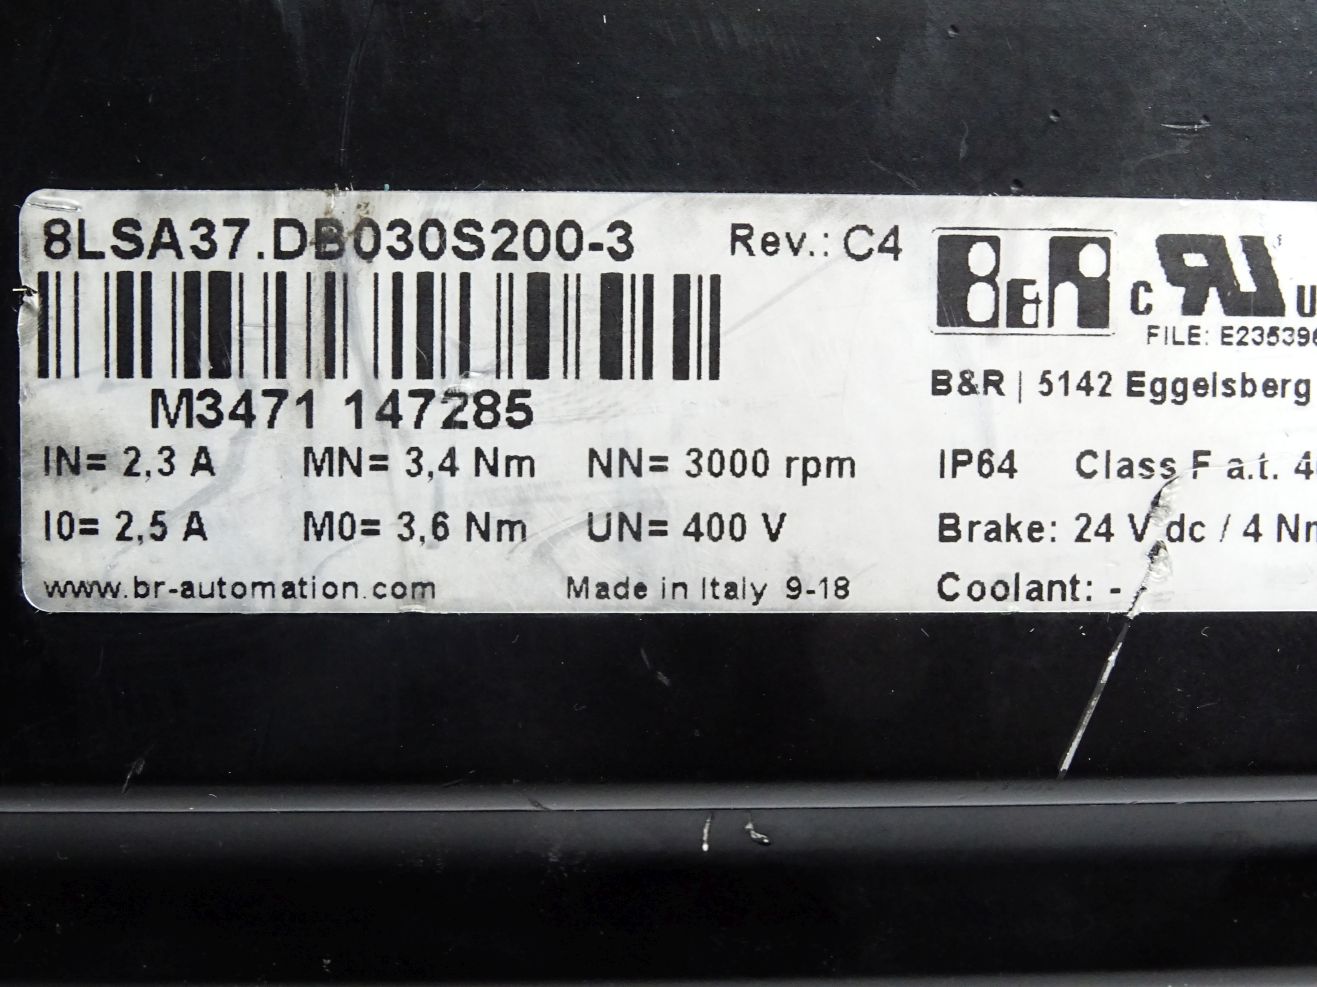 8LSA37.DB030S200-3 Rev.: C4
B&R
c RU U
FILE: E235396
M3471 147285
B&R | 5142 Eggelsberg
IN= 2,3 A MN= 3,4 Nm NN= 3000 rpm IP64 Class F a.t.
I0= 2,5 A M0= 3,6 Nm UN= 400 V Brake: 24 V dc / 4 Nm
www.br-automation.com Made in Italy 9-18 Coolant: -